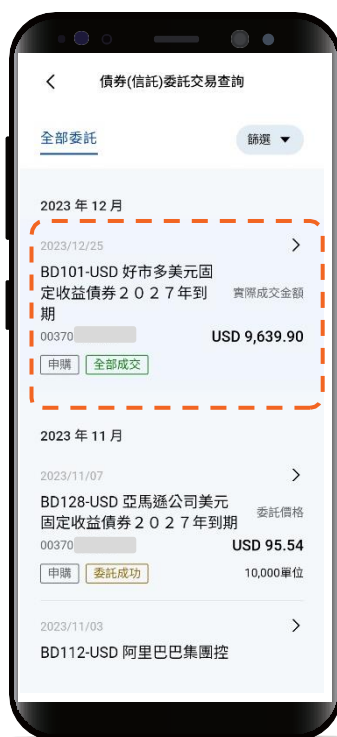 債券(信託)委託交易查詢
全部委託
篩選
2023 年 12 月
2023/12/25
BD101-USD 好市多美元固
定收益債券２０２７年到
期
實際成交金額
00370
USD 9,639.90
申購 全部成交
2023 年 11 月
2023/11/07
BD128-USD 亞馬遜公司美元
固定收益債券２０２７年到期
委託價格
00370
USD 95.54
申購 委託成功
10,000單位
2023/11/03
BD112-USD 阿里巴巴集團控